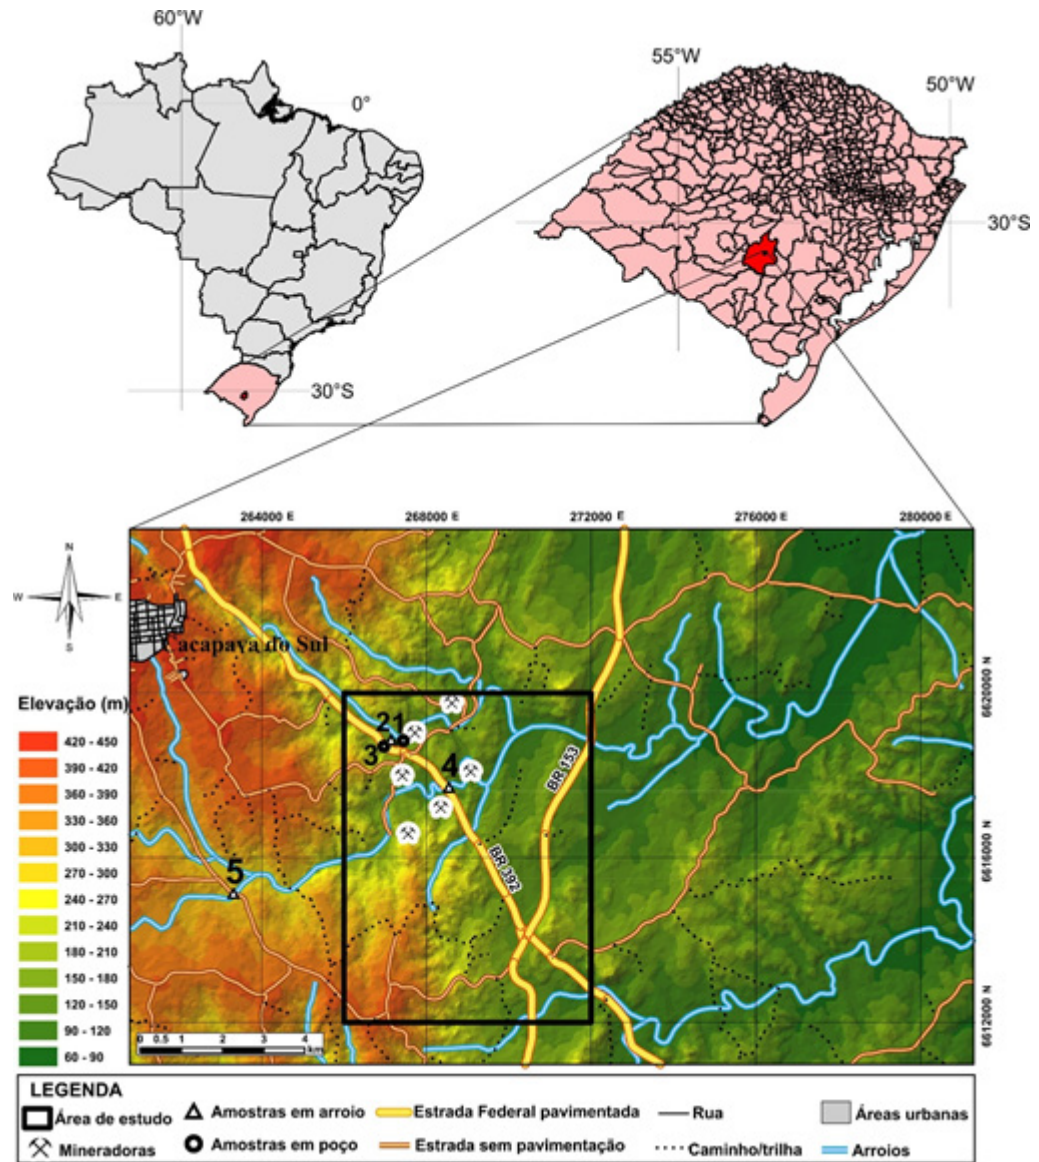 60°W
0°
30°S
55°W
50°W
30°S
264000 E
268000 E
272000 E
276000 E
280000 E
N
W
E
S
acapava do Sul
6620000 N
6616000 N
6612000 N
Elevação (m)
420 - 450
390 - 420
360 - 390
330 - 360
300 - 330
270 - 300
240 - 270
210 - 240
180 - 210
150 - 180
120 - 150
90 - 120
60 - 90
21
3
4
5
BR 153
BR 392
0 0.5 1 2 3 4
km
LEGENDA
Área de estudo
Amostras em arroio
Estrada Federal pavimentada
Rua
Áreas urbanas
Mineradoras
Amostras em poço
Estrada sem pavimentação
Caminho/trilha
Arroios